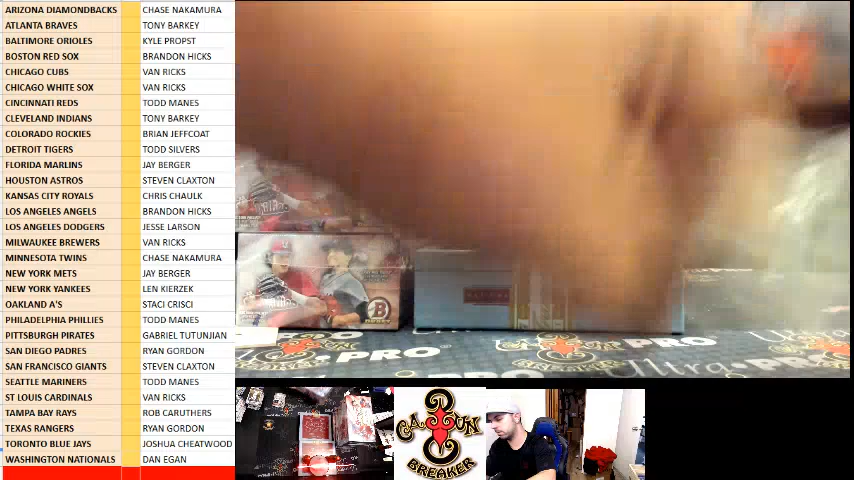 ARIZONA DIAMONDBACKS CHASE NAKAMURA
ATLANTA BRAVES TONY BARKEY
BALTIMORE ORIOLES KYLE PROPST
BOSTON RED SOX BRANDON HICKS
CHICAGO CUBS VAN RICKS
CHICAGO WHITE SOX VAN RICKS
CINCINNATI REDS TODD MANES
CLEVELAND INDIANS TONY BARKEY
COLORADO ROCKIES BRIAN JEFFCOAT
DETROIT TIGERS TODD SILVERS
FLORIDA MARLINS JAY BERGER
HOUSTON ASTROS STEVEN CLAXTON
KANSAS CITY ROYALS CHRIS CHAULK
LOS ANGELES ANGELS BRANDON HICKS
LOS ANGELES DODGERS JESSE LARSON
MILWAUKEE BREWERS VAN RICKS
MINNESOTA TWINS CHASE NAKAMURA
NEW YORK METS JAY BERGER
NEW YORK YANKEES LEN KIERZEK
OAKLAND A'S STACI CRISCI
PHILADELPHIA PHILLIES TODD MANES
PITTSBURGH PIRATES GABRIEL TUTUNJIAN
SAN DIEGO PADRES RYAN GORDON
SAN FRANCISCO GIANTS STEVEN CLAXTON
SEATTLE MARINERS TODD MANES
ST LOUIS CARDINALS VAN RICKS
TAMPA BAY RAYS ROB CARUTHERS
TEXAS RANGERS RYAN GORDON
TORONTO BLUE JAYS JOSHUA CHEATWOOD
WASHINGTON NATIONALS DAN EGAN
B
PRO
PRO
Ultra
CAJUN
BREAKER